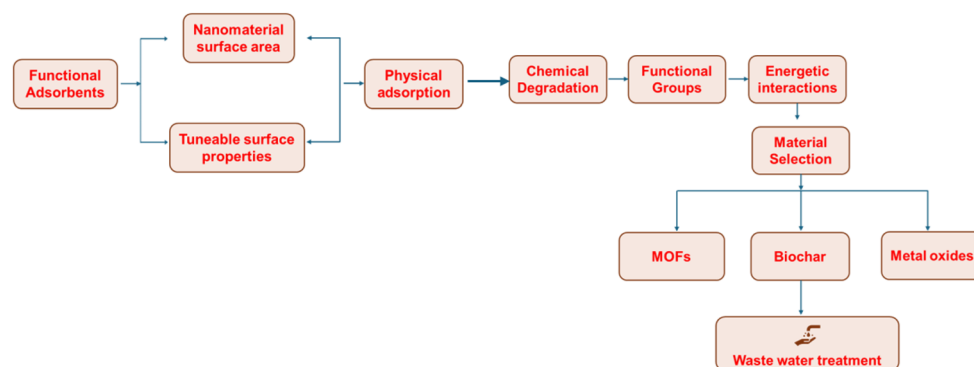 Functional
Adsorbents
Nanomaterial
surface area
Tuneable surface
properties
Physical
adsorption
Chemical
Degradation
Functional
Groups
Energetic
interactions
Material
Selection
MOFs
Biochar
Metal oxides
Waste water treatment